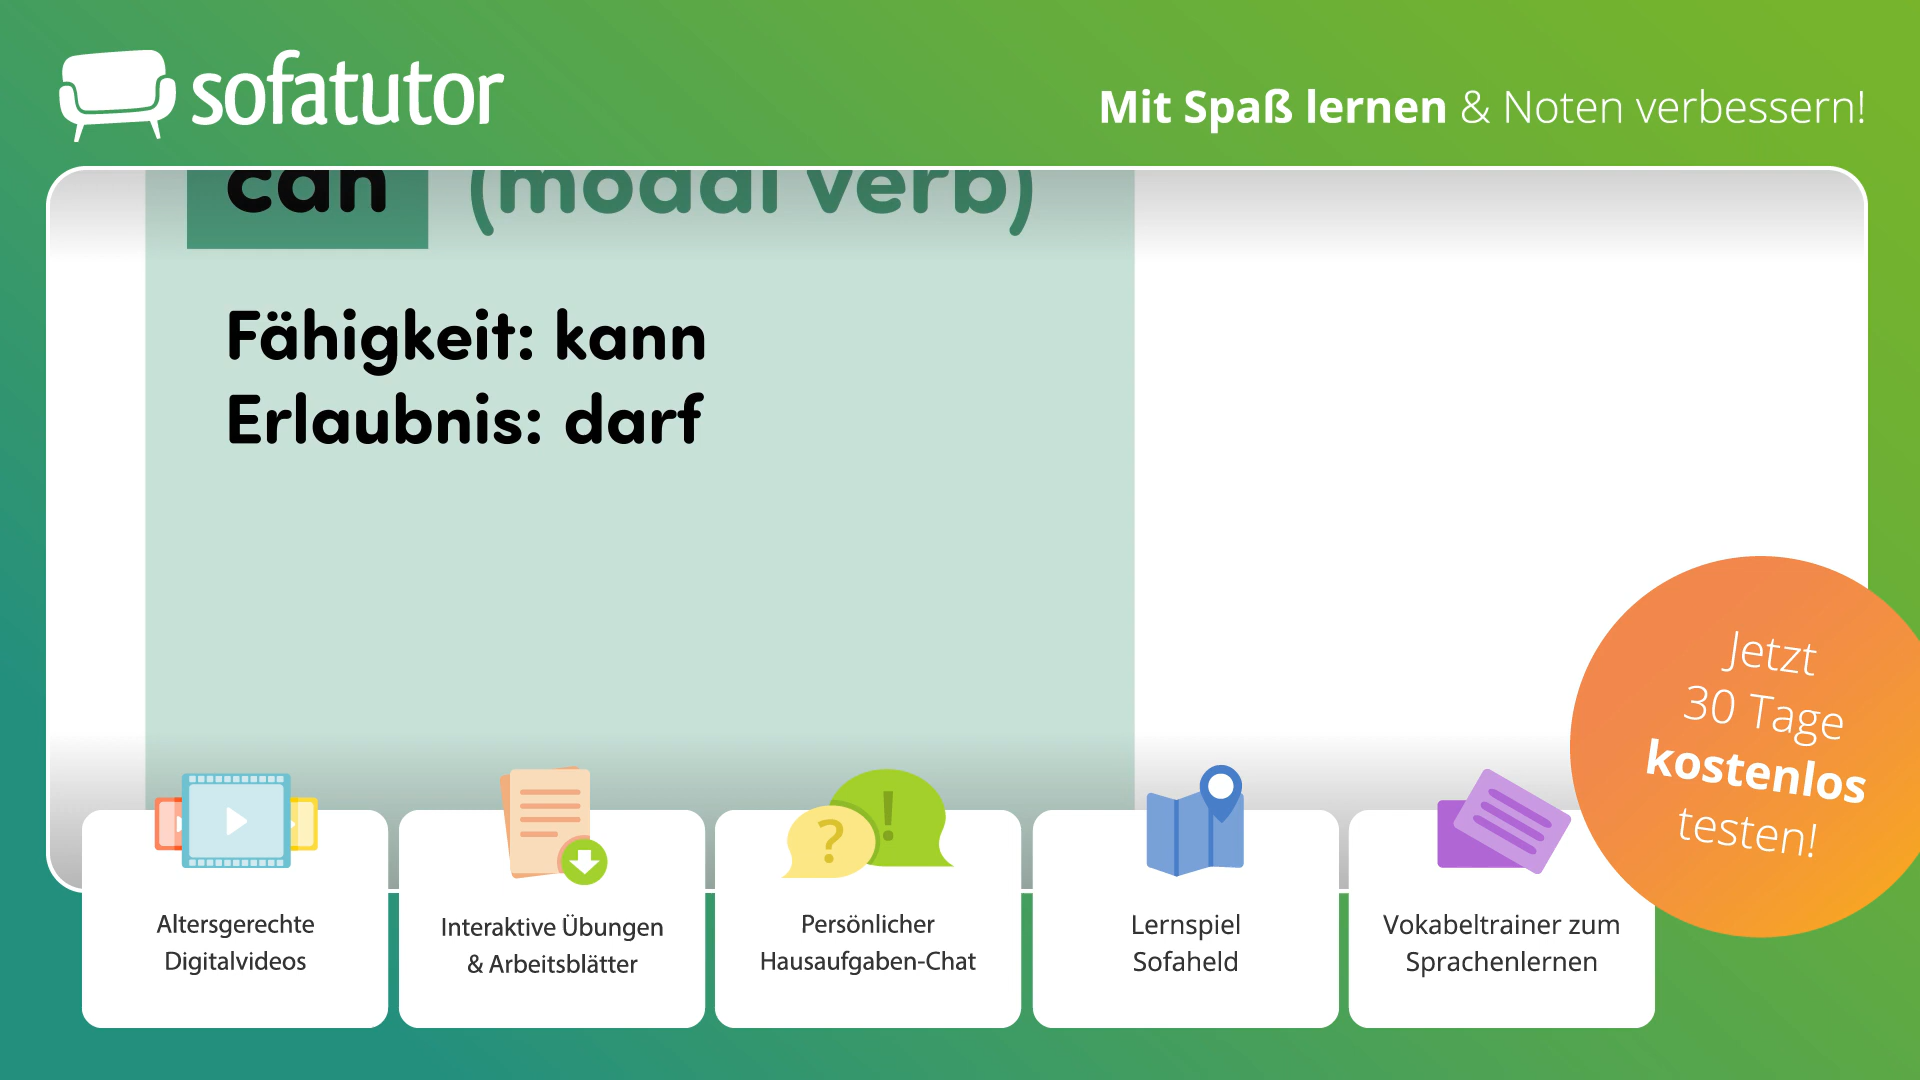 sofatutor
Mit Spaß lernen & Noten verbessern!
can (modal verb)
Fähigkeit: kann
Erlaubnis: darf
Jetzt
30 Tage
kostenlos
testen!
? !
Altersgerechte
Digitalvideos
Interaktive Übungen
& Arbeitsblätter
Persönlicher
Hausaufgaben-Chat
Lernspiel
Sofaheld
Vokabeltrainer zum
Sprachenlernen